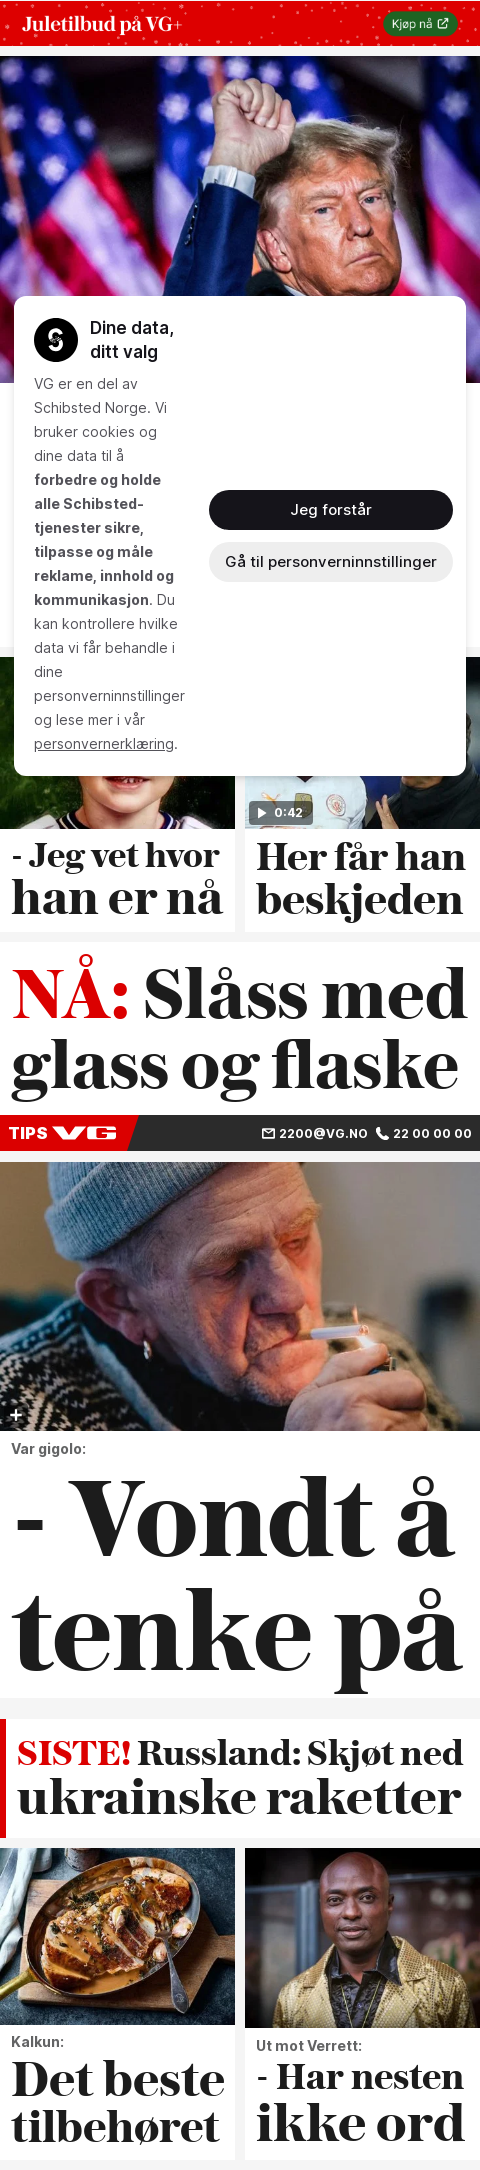 Juletilbud på VG+
Kjøp nå
Dine data,
ditt valg
VG er en del av
Schibsted Norge. Vi
bruker cookies og
dine data til å
forbedre og holde
alle Schibsted-
tjenester sikre,
tilpasse og måle
reklame, innhold og
kommunikasjon. Du
kan kontrollere hvilke
data vi får behandle i
dine
personverninnstillinger
og lese mer i vår
personvernerklæring.
Jeg forstår
Gå til personverninnstillinger
0:42
- Jeg vet hvor
han er nå
Her får han
beskjeden
NÅ: Slåss med
glass og flaske
TIPS VG
2200@VG.NO 22 00 00 00
Var gigolo:
- Vondt å
tenke på
SISTE! Russland: Skjøt ned
ukrainske raketter
Kalkun:
Det beste
tilbehøret
Ut mot Verrett:
- Har nesten
ikke ord